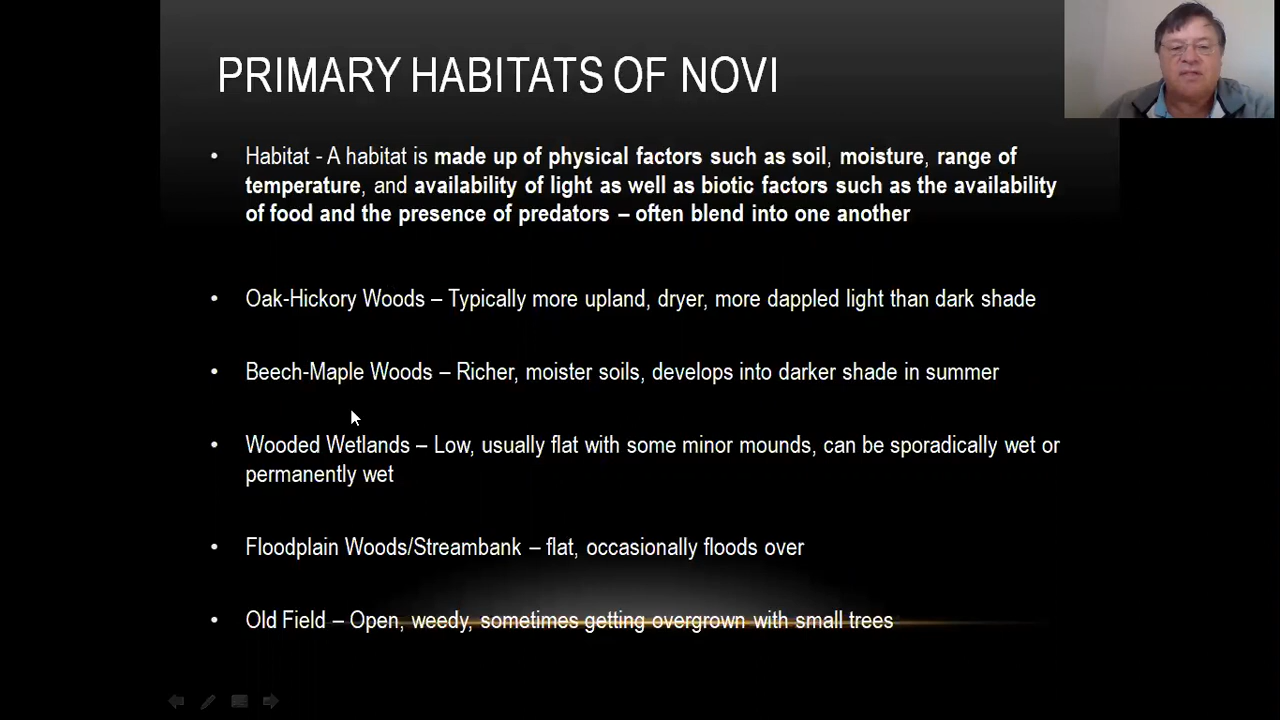 PRIMARY HABITATS OF NOVI
• Habitat - A habitat is made up of physical factors such as soil, moisture, range of
temperature, and availability of light as well as biotic factors such as the availability
of food and the presence of predators – often blend into one another
• Oak-Hickory Woods – Typically more upland, dryer, more dappled light than dark shade
• Beech-Maple Woods – Richer, moister soils, develops into darker shade in summer
• Wooded Wetlands – Low, usually flat with some minor mounds, can be sporadically wet or
permanently wet
• Floodplain Woods/Streambank – flat, occasionally floods over
• Old Field – Open, weedy, sometimes getting overgrown with small trees